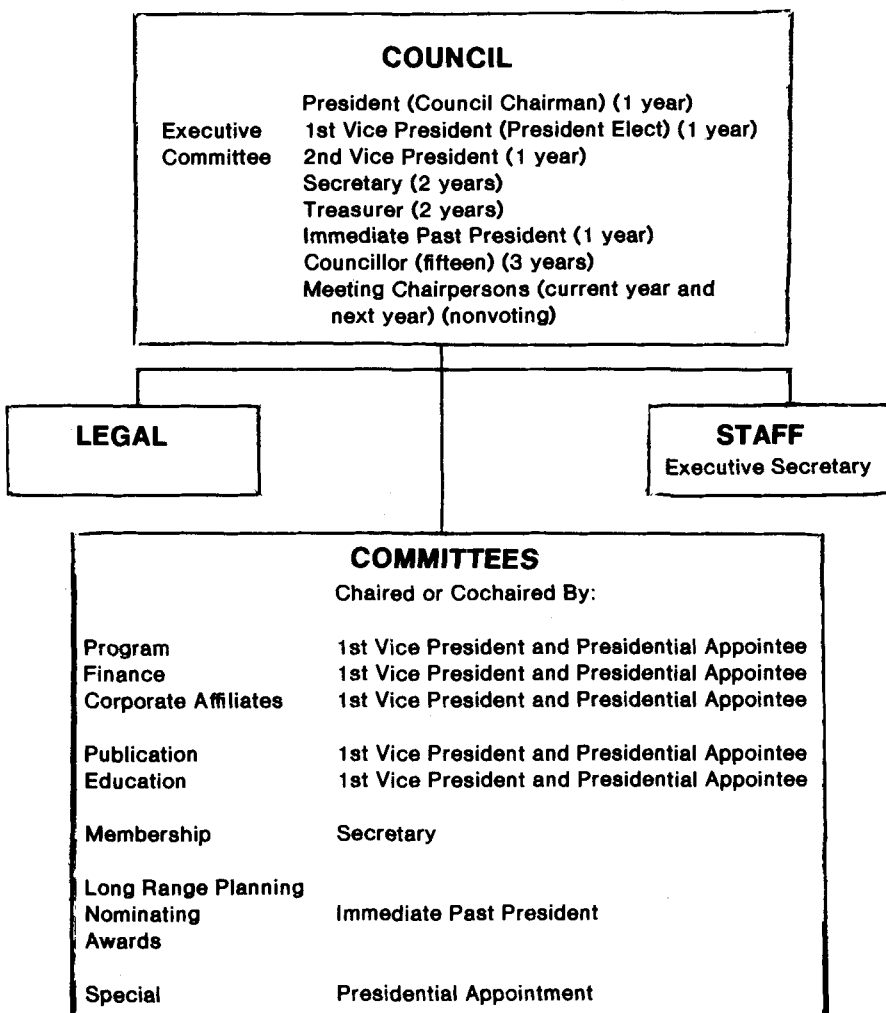 COUNCIL
President (Council Chairman) (1 year)
Executive 1st Vice President (President Elect) (1 year)
Committee 2nd Vice President (1 year)
Secretary (2 years)
Treasurer (2 years)
Immediate Past President (1 year)
Councillor (fifteen) (3 years)
Meeting Chairpersons (current year and
next year) (nonvoting)
LEGAL
STAFF
Executive Secretary
COMMITTEES
Chaired or Cochaired By:
Program 1st Vice President and Presidential Appointee
Finance 1st Vice President and Presidential Appointee
Corporate Affiliates 1st Vice President and Presidential Appointee
Publication 1st Vice President and Presidential Appointee
Education 1st Vice President and Presidential Appointee
Membership Secretary
Long Range Planning
Nominating Immediate Past President
Awards
Special Presidential Appointment